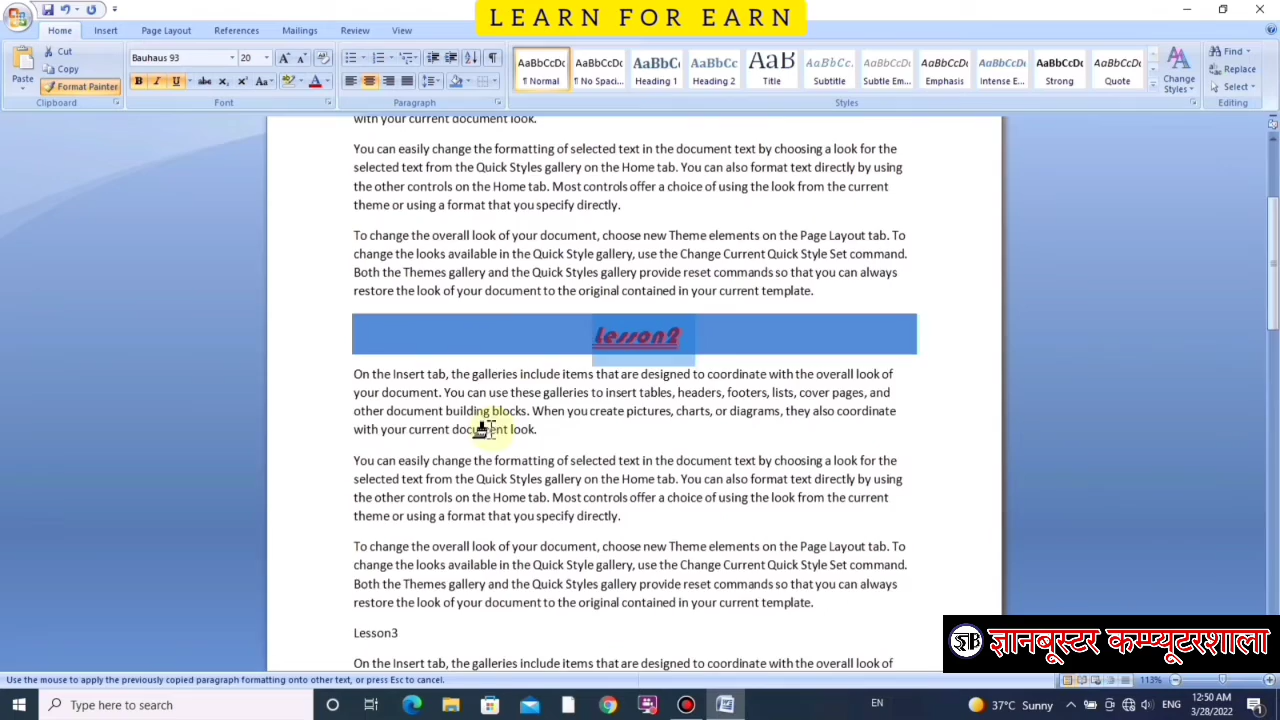 LEARN FOR EARN
Home Insert Page Layout References Mailings Review View
Cut
Copy
Paste
Format Painter
Clipboard
Bauhaus 93 20
Font
Paragraph
AaBbCcDc AaBbCcDc AaBbC AaBbCc AaB AaBbCc. AaBbCcDc AaBbCcDc AaBbCcDc AaBbCcDc AaBbCcDc
¶ Normal ¶ No Spaci... Heading 1 Heading 2 Title Subtitle Subtle Em... Emphasis Intense E... Strong Quote
Change Styles
Styles
Find
Replace
Select
Editing
with your current document look.
You can easily change the formatting of selected text in the document text by choosing a look for the
selected text from the Quick Styles gallery on the Home tab. You can also format text directly by using
the other controls on the Home tab. Most controls offer a choice of using the look from the current
theme or using a format that you specify directly.
To change the overall look of your document, choose new Theme elements on the Page Layout tab. To
change the looks available in the Quick Style gallery, use the Change Current Quick Style Set command.
Both the Themes gallery and the Quick Styles gallery provide reset commands so that you can always
restore the look of your document to the original contained in your current template.
Lesson2
On the Insert tab, the galleries include items that are designed to coordinate with the overall look of
your document. You can use these galleries to insert tables, headers, footers, lists, cover pages, and
other document building blocks. When you create pictures, charts, or diagrams, they also coordinate
with your current document look.
You can easily change the formatting of selected text in the document text by choosing a look for the
selected text from the Quick Styles gallery on the Home tab. You can also format text directly by using
the other controls on the Home tab. Most controls offer a choice of using the look from the current
theme or using a format that you specify directly.
To change the overall look of your document, choose new Theme elements on the Page Layout tab. To
change the looks available in the Quick Style gallery, use the Change Current Quick Style Set command.
Both the Themes gallery and the Quick Styles gallery provide reset commands so that you can always
restore the look of your document to the original contained in your current template.
Lesson3
On the Insert tab, the galleries include items that are designed to coordinate with the overall look of
ज्ञानबूस्टर कम्प्यूटरशाला
Use the mouse to apply the previously copied paragraph formatting onto other text, or press Esc to cancel.
113%
Type here to search
EN
37°C Sunny
ENG
12:50 AM
3/28/2022